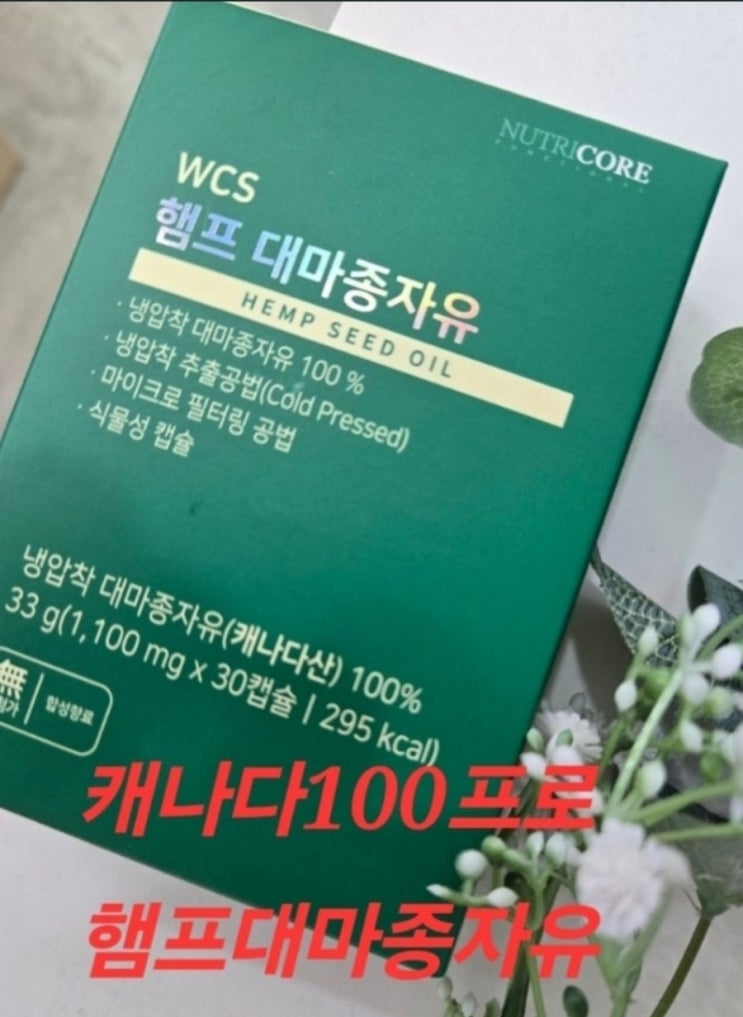 NUTRICORE
WCS
햄프 대마종자유
HEMP SEED OIL
· 냉압착 대마종자유 100 %
· 냉압착 추출공법(Cold Pressed)
· 마이크로 필터링 공법
· 식물성 캡슐
냉압착 대마종자유(캐나다산) 100%
33 g(1,100 mg x 30캡슐 | 295 kcal)
無
합성향료
캐나다100프로
햄프대마종자유